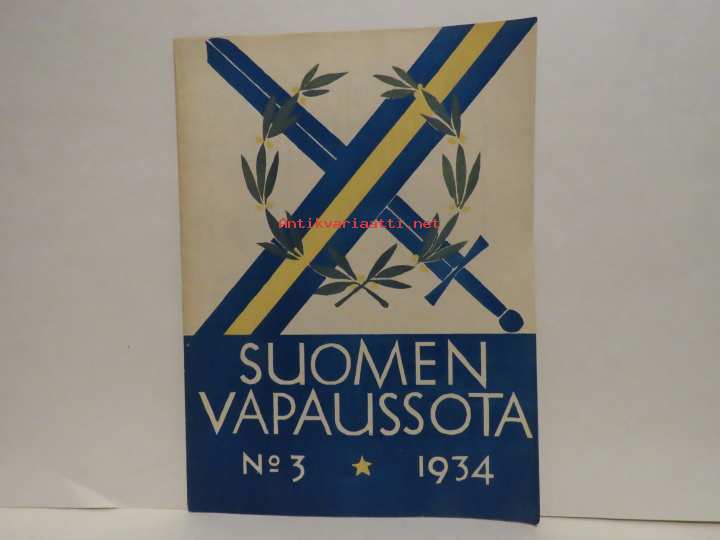 Antikvariaatti.net
SUOMEN
VAPAUSSOTA
Nº 3 ★ 1934